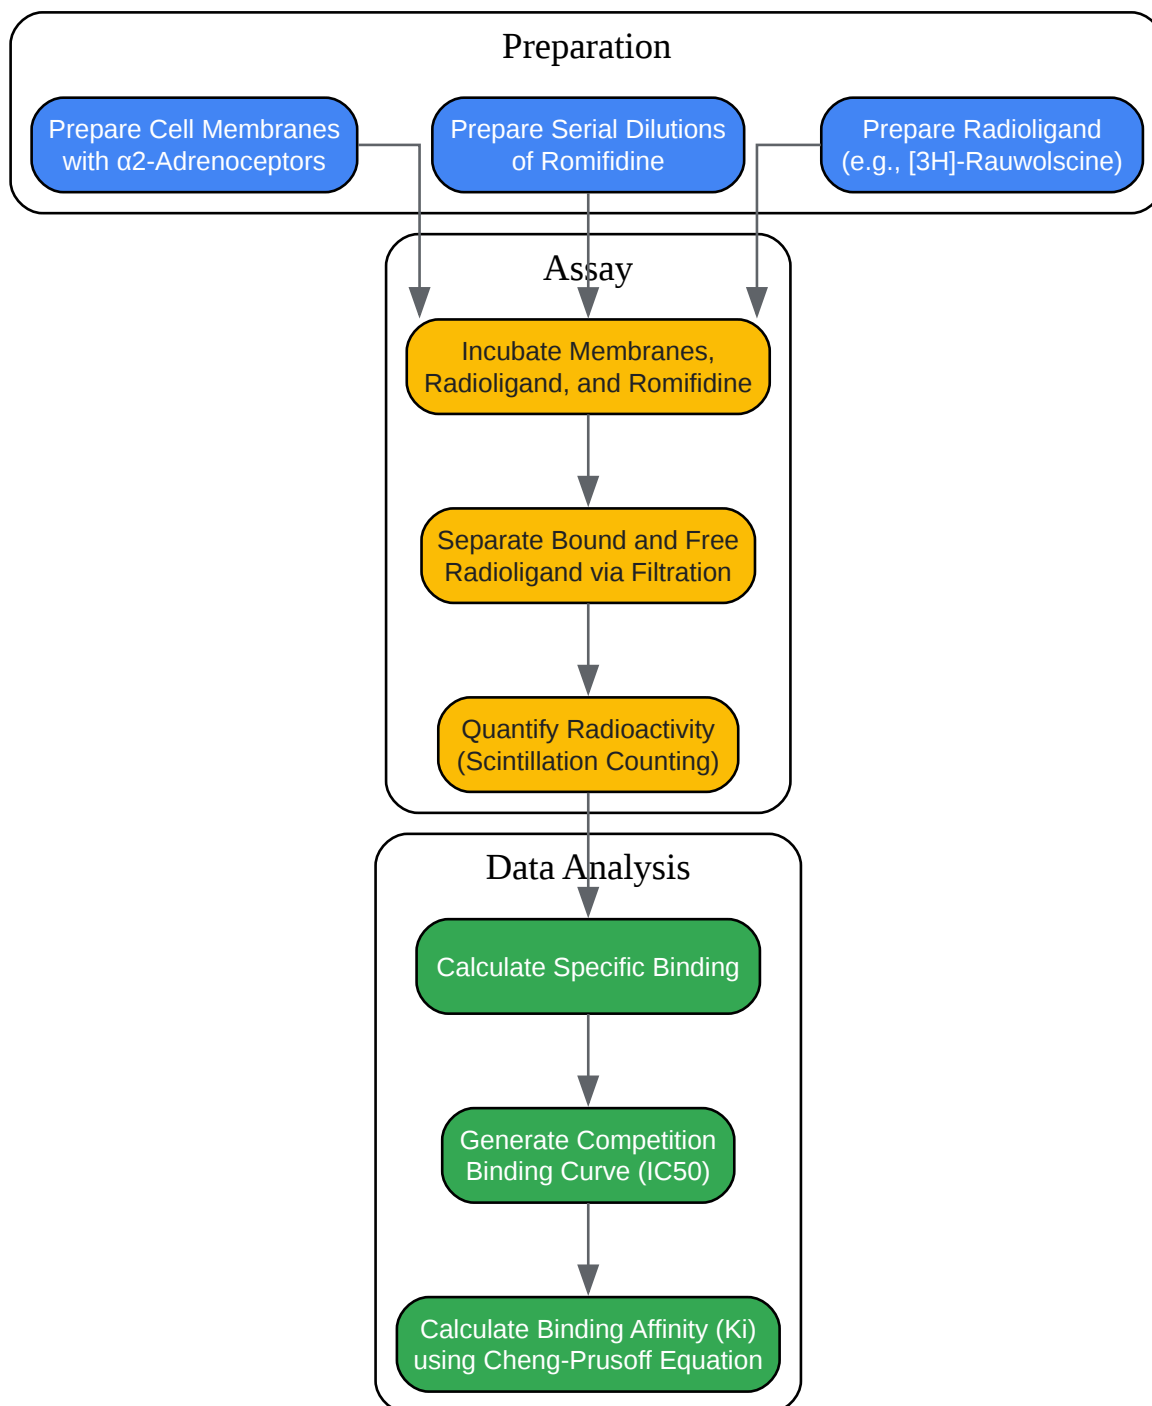 Preparation
Prepare Cell Membranes
with α2-Adrenoceptors
Prepare Serial Dilutions
of Romifidine
Prepare Radioligand
(e.g., [3H]-Rauwolscine)
Assay
Incubate Membranes,
Radioligand, and Romifidine
Separate Bound and Free
Radioligand via Filtration
Quantify Radioactivity
(Scintillation Counting)
Data Analysis
Calculate Specific Binding
Generate Competition
Binding Curve (IC50)
Calculate Binding Affinity (Ki)
using Cheng-Prusoff Equation